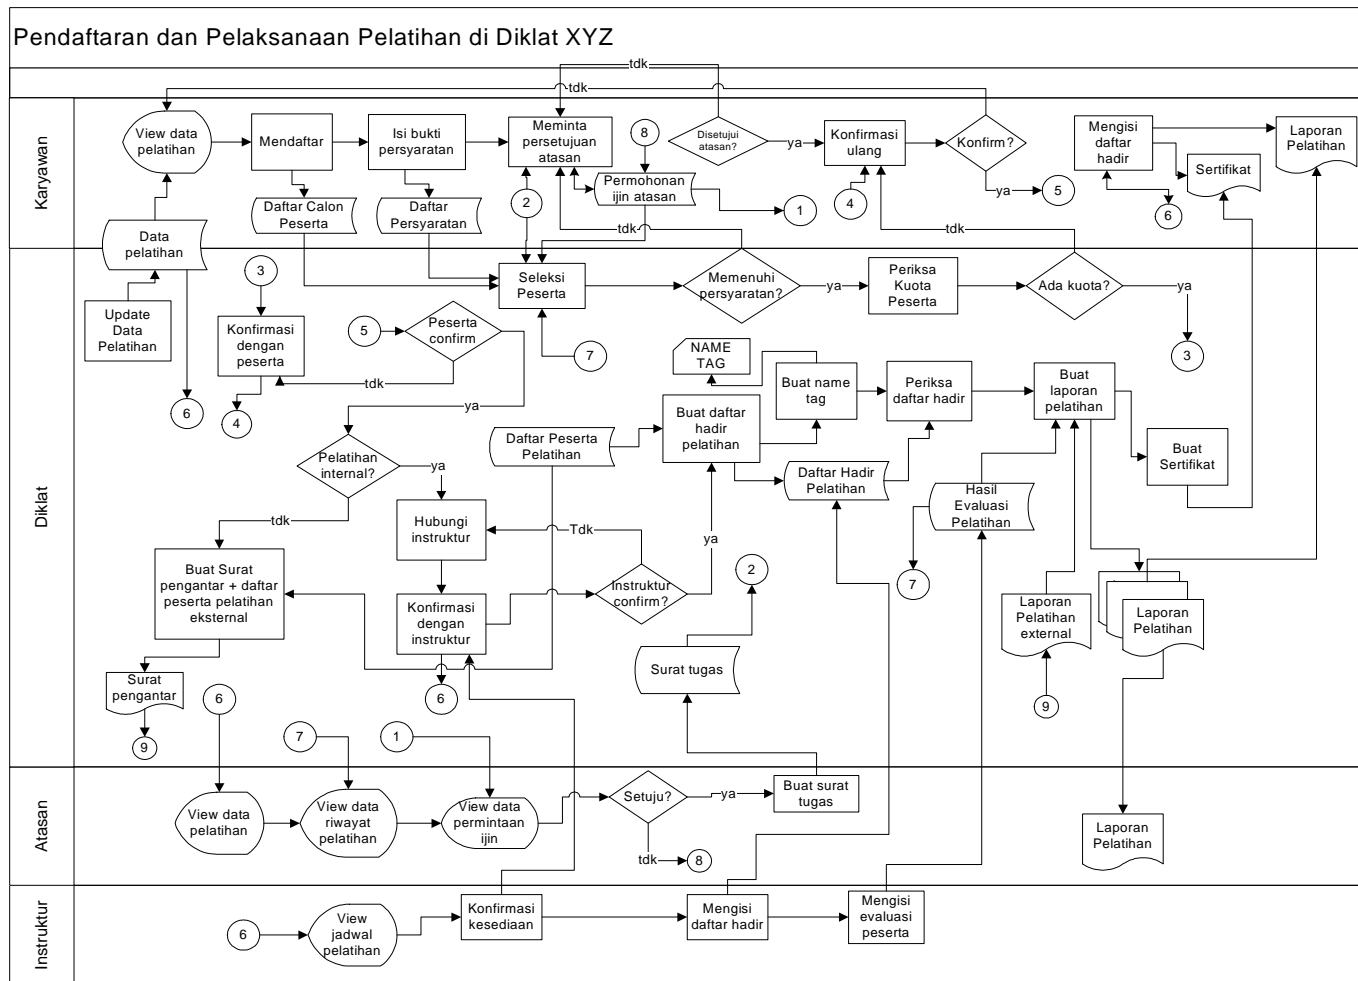 Pendaftaran dan Pelaksanaan Pelatihan di Diklat XYZ
tdk
tdk
Karyawan
View data
pelatihan
Mendaftar
Isi bukti
persyaratan
Meminta
persetujuan
atasan
8
Disetujui
atasan?
ya
Konfirmasi
ulang
Konfirm?
ya
5
Mengisi
daftar
hadir
Laporan
Pelatihan
Sertifikat
6
Daftar Calon
Peserta
Daftar
Persyaratan
2
Permohonan
ijin atasan
1
4
tdk
tdk
Data
pelatihan
Diklat
3
Seleksi
Peserta
Memenuhi
persyaratan?
ya
Periksa
Kuota
Peserta
Ada kuota?
ya
3
Update
Data
Pelatihan
Konfirmasi
dengan
peserta
5
Peserta
confirm
7
tdk
ya
6
4
NAME
TAG
Buat name
tag
Periksa
daftar hadir
Buat
laporan
pelatihan
Buat daftar
hadir
pelatihan
Daftar Peserta
Pelatihan
Pelatihan
internal?
ya
tdk
Daftar Hadir
Pelatihan
Hasil
Evaluasi
Pelatihan
Buat
Sertifikat
Hubungi
instruktur
Tdk
ya
Buat Surat
pengantar + daftar
peserta pelatihan
eksternal
Konfirmasi
dengan
instruktur
Instruktur
confirm?
2
7
Laporan
Pelatihan
external
Laporan
Pelatihan
Surat
pengantar
6
6
Surat tugas
9
9
7
1
Atasan
View data
pelatihan
View data
riwayat
pelatihan
View data
permintaan
ijin
Setuju?
ya
Buat surat
tugas
tdk
8
Laporan
Pelatihan
Instruktur
6
View
jadwal
pelatihan
Konfirmasi
kesediaan
Mengisi
daftar hadir
Mengisi
evaluasi
peserta